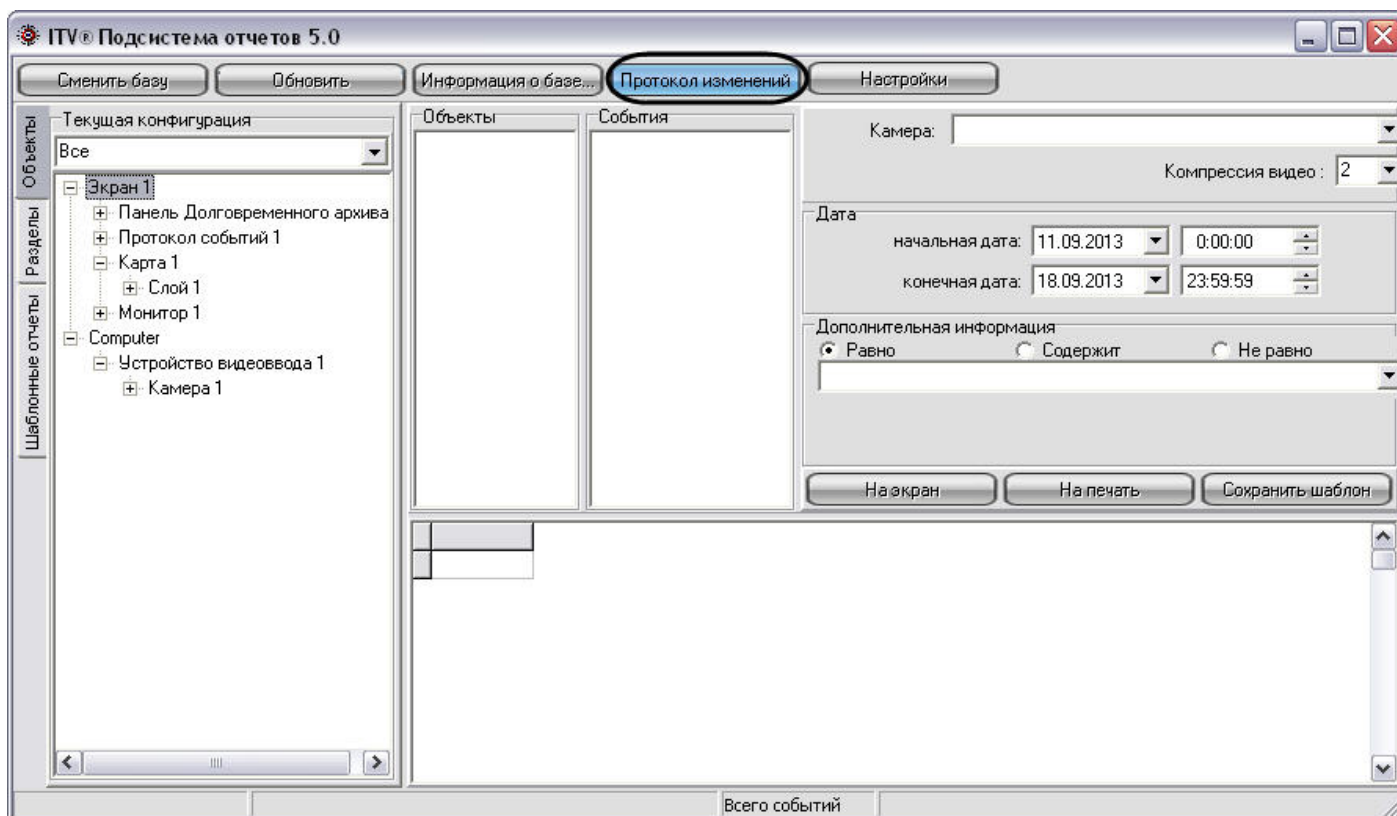 ITV® Подсистема отчетов 5.0
Сменить базу
Обновить
Информация о базе...
Протокол изменений
Настройки
Объекты
Разделы
Шаблонные отчеты
Текущая конфигурация
Все
Экран 1
Панель Долговременного архива
Протокол событий 1
Карта 1
Слой 1
Монитор 1
Computer
Устройство видеоввода 1
Камера 1
Объекты
События
Камера:
Компрессия видео : 2
Дата
начальная дата: 11.09.2013 0:00:00
конечная дата: 18.09.2013 23:59:59
Дополнительная информация
Равно Содержит Не равно
На экран
На печать
Сохранить шаблон
Всего событий